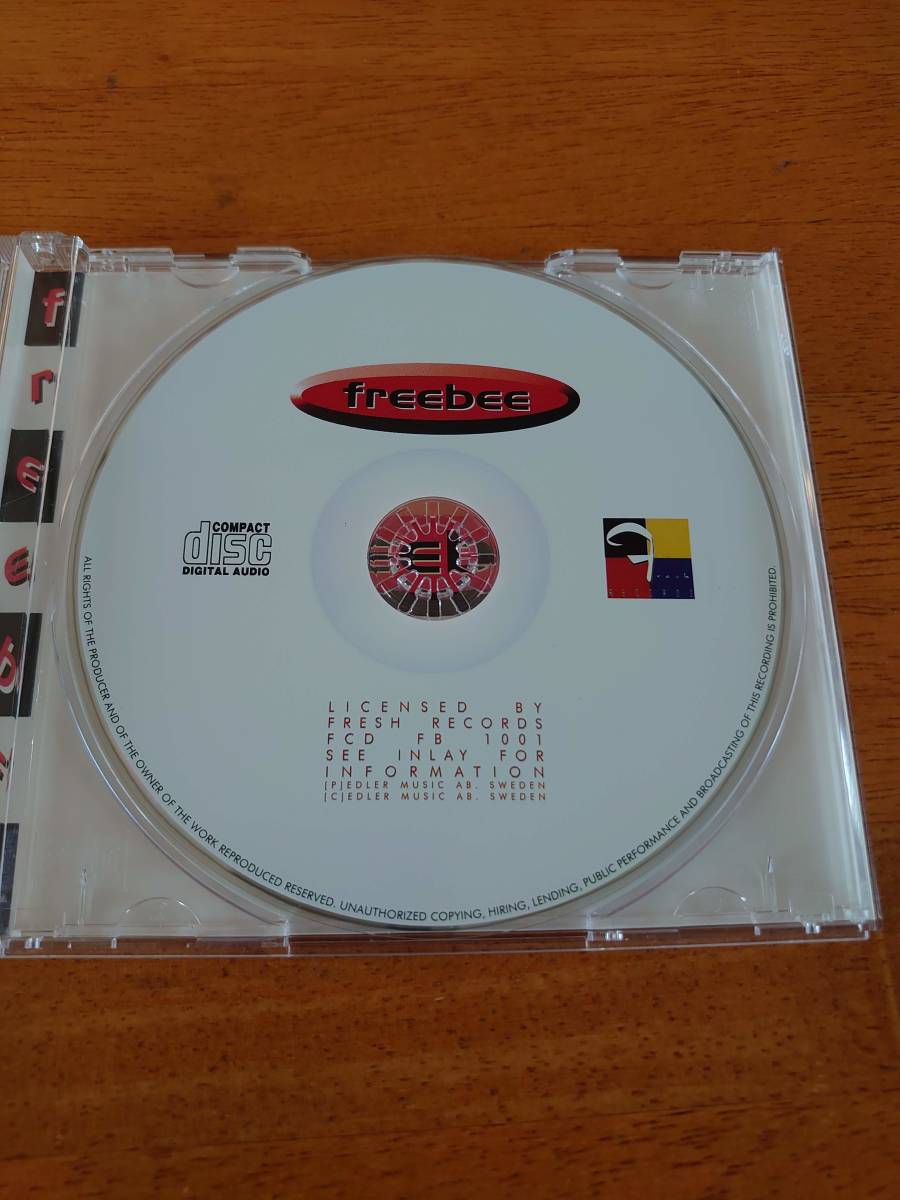 freebee
COMPACT
disc
DIGITAL AUDIO
LICENSED BY
FRESH RECORDS
FCD FB 1001
SEE INLAY FOR
INFORMATION
[P]EDLER MUSIC AB. SWEDEN
[C]EDLER MUSIC AB. SWEDEN
ALL RIGHTS OF THE PRODUCER AND OF THE OWNER OF THE WORK REPRODUCED RESERVED. UNAUTHORIZED COPYING, HIRING, LENDING, PUBLIC PERFORMANCE AND BROADCASTING OF THIS RECORDING IS PROHIBITED.
f
r
e
e
b